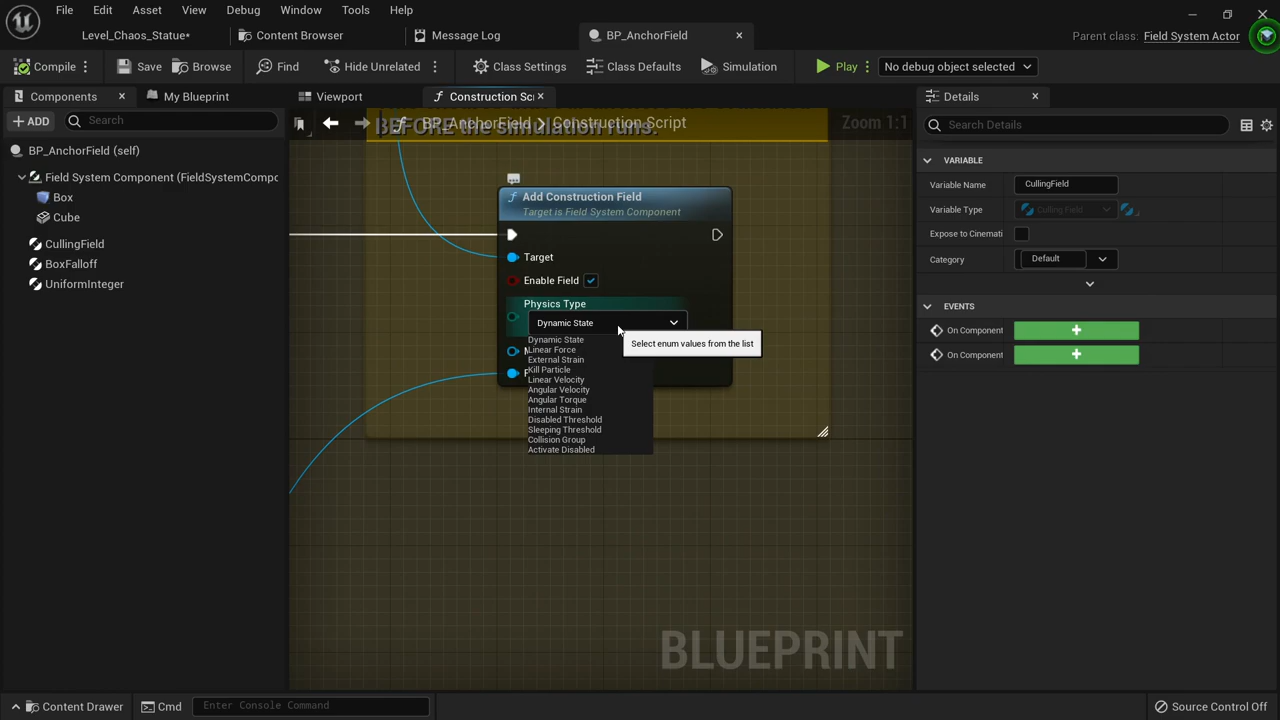 File
Edit
Asset
View
Debug
Window
Tools
Help
Level_Chaos_Statue*
Content Browser
Message Log
BP_AnchorField
Parent class:
Field System Actor
Compile
Save
Browse
Find
Hide Unrelated
Class Settings
Class Defaults
Simulation
Play
No debug object selected
Components
My Blueprint
Viewport
Construction Scr
Details
ADD
Search
BP_AnchorField > Construction Script
Zoom 1:1
BEFORE the simulation runs.
Search Details
BP_AnchorField (self)
Field System Component (FieldSystemCompo
Box
Cube
CullingField
BoxFalloff
UniformInteger
Add Construction Field
Target is Field System Component
Target
Enable Field
Physics Type
Dynamic State
Select enum values from the list
Dynamic State
Linear Force
External Strain
Kill Particle
Linear Velocity
Angular Velocity
Angular Torque
Internal Strain
Disabled Threshold
Sleeping Threshold
Collision Group
Activate Disabled
VARIABLE
Variable Name
CullingField
Variable Type
Culling Field
Expose to Cinemati
Category
Default
EVENTS
On Component
On Component
BLUEPRINT
Content Drawer
Cmd
Enter Console Command
Source Control Off